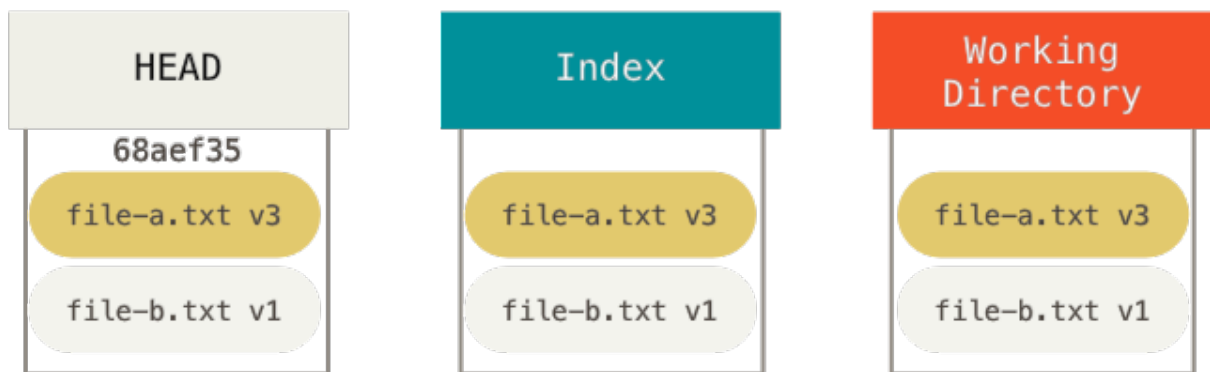 HEAD
Index
Working
Directory
68aef35
file-a.txt v3
file-a.txt v3
file-a.txt v3
file-b.txt v1
file-b.txt v1
file-b.txt v1